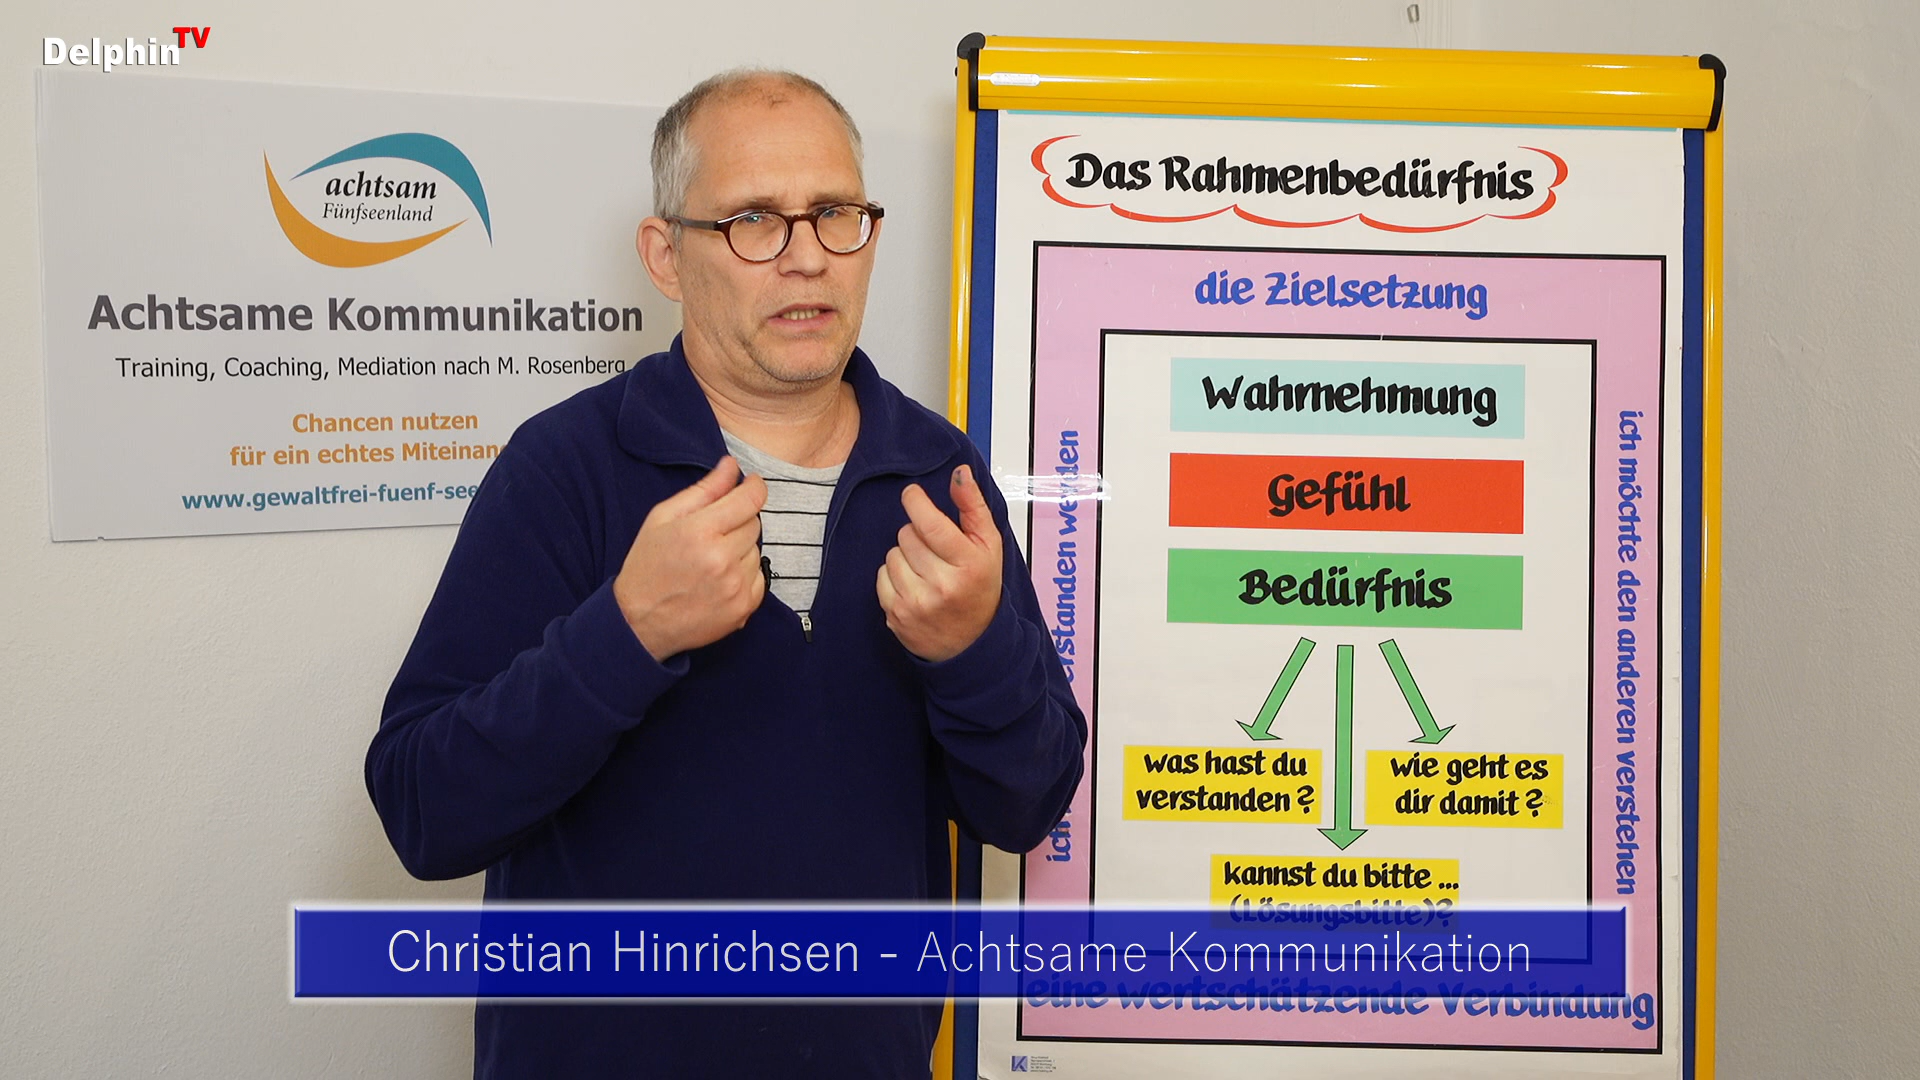 DelphinTV
achtsam
Fünfseenland
Achtsame Kommunikation
Training, Coaching, Mediation nach M. Rosenberg
Chancen nutzen
für ein echtes Miteinan
www.gewaltfrei-fuenf-see
Das Rahmenbedürfnis
die Zielsetzung
Wahrnehmung
Gefühl
Bedürfnis
ich möchte den anderen verstehen
was hast du
verstanden?
wie geht es
dir damit?
kannst du bitte ...
(Lösungsbitte)?
eine wertschätzende Verbindung
Christian Hinrichsen - Achtsame Kommunikation